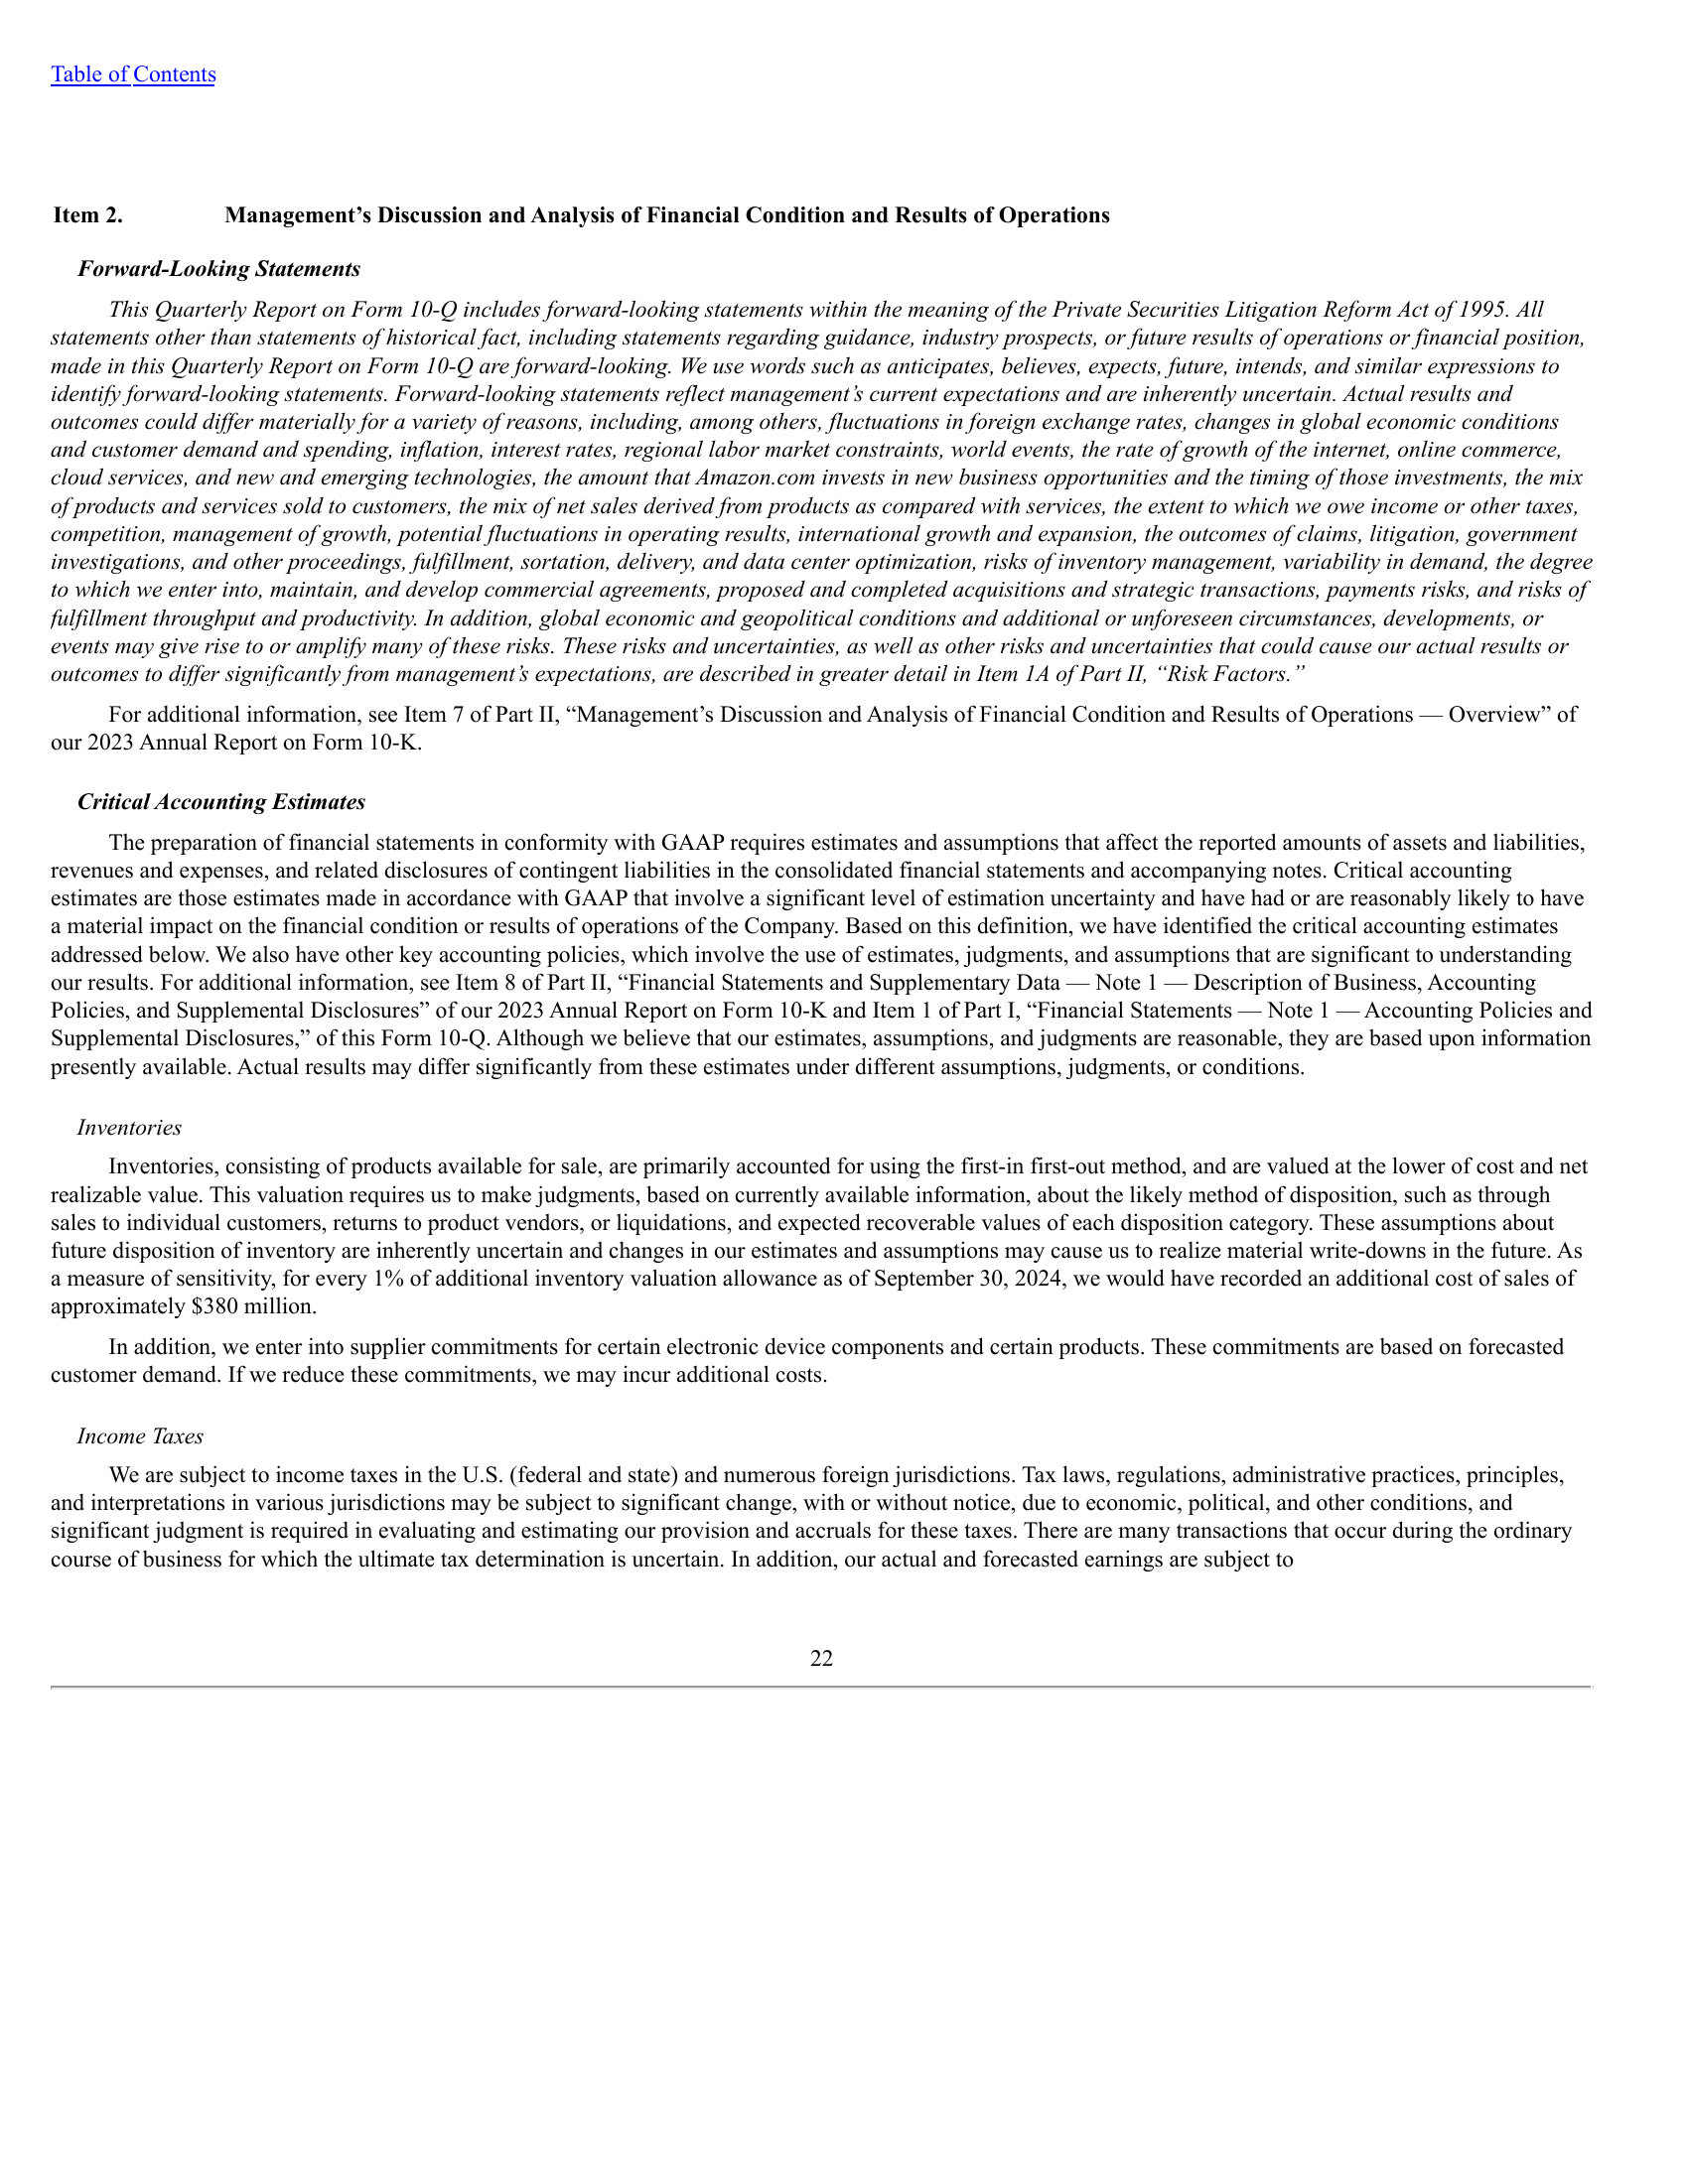 Table of Contents
Item 2. Management’s Discussion and Analysis of Financial Condition and Results of Operations
Forward-Looking Statements
This Quarterly Report on Form 10-Q includes forward-looking statements within the meaning of the Private Securities Litigation Reform Act of 1995. All
statements other than statements of historical fact, including statements regarding guidance, industry prospects, or future results of operations or financial position,
made in this Quarterly Report on Form 10-Q are forward-looking. We use words such as anticipates, believes, expects, future, intends, and similar expressions to
identify forward-looking statements. Forward-looking statements reflect management’s current expectations and are inherently uncertain. Actual results and
outcomes could differ materially for a variety of reasons, including, among others, fluctuations in foreign exchange rates, changes in global economic conditions
and customer demand and spending, inflation, interest rates, regional labor market constraints, world events, the rate of growth of the internet, online commerce,
cloud services, and new and emerging technologies, the amount that Amazon.com invests in new business opportunities and the timing of those investments, the mix
of products and services sold to customers, the mix of net sales derived from products as compared with services, the extent to which we owe income or other taxes,
competition, management of growth, potential fluctuations in operating results, international growth and expansion, the outcomes of claims, litigation, government
investigations, and other proceedings, fulfillment, sortation, delivery, and data center optimization, risks of inventory management, variability in demand, the degree
to which we enter into, maintain, and develop commercial agreements, proposed and completed acquisitions and strategic transactions, payments risks, and risks of
fulfillment throughput and productivity. In addition, global economic and geopolitical conditions and additional or unforeseen circumstances, developments, or
events may give rise to or amplify many of these risks. These risks and uncertainties, as well as other risks and uncertainties that could cause our actual results or
outcomes to differ significantly from management’s expectations, are described in greater detail in Item 1A of Part II, “Risk Factors.”
For additional information, see Item 7 of Part II, “Management’s Discussion and Analysis of Financial Condition and Results of Operations — Overview” of
our 2023 Annual Report on Form 10-K.
Critical Accounting Estimates
The preparation of financial statements in conformity with GAAP requires estimates and assumptions that affect the reported amounts of assets and liabilities,
revenues and expenses, and related disclosures of contingent liabilities in the consolidated financial statements and accompanying notes. Critical accounting
estimates are those estimates made in accordance with GAAP that involve a significant level of estimation uncertainty and have had or are reasonably likely to have
a material impact on the financial condition or results of operations of the Company. Based on this definition, we have identified the critical accounting estimates
addressed below. We also have other key accounting policies, which involve the use of estimates, judgments, and assumptions that are significant to understanding
our results. For additional information, see Item 8 of Part II, “Financial Statements and Supplementary Data — Note 1 — Description of Business, Accounting
Policies, and Supplemental Disclosures” of our 2023 Annual Report on Form 10-K and Item 1 of Part I, “Financial Statements — Note 1 — Accounting Policies and
Supplemental Disclosures,” of this Form 10-Q. Although we believe that our estimates, assumptions, and judgments are reasonable, they are based upon information
presently available. Actual results may differ significantly from these estimates under different assumptions, judgments, or conditions.
Inventories
Inventories, consisting of products available for sale, are primarily accounted for using the first-in first-out method, and are valued at the lower of cost and net
realizable value. This valuation requires us to make judgments, based on currently available information, about the likely method of disposition, such as through
sales to individual customers, returns to product vendors, or liquidations, and expected recoverable values of each disposition category. These assumptions about
future disposition of inventory are inherently uncertain and changes in our estimates and assumptions may cause us to realize material write-downs in the future. As
a measure of sensitivity, for every 1% of additional inventory valuation allowance as of September 30, 2024, we would have recorded an additional cost of sales of
approximately $380 million.
In addition, we enter into supplier commitments for certain electronic device components and certain products. These commitments are based on forecasted
customer demand. If we reduce these commitments, we may incur additional costs.
Income Taxes
We are subject to income taxes in the U.S. (federal and state) and numerous foreign jurisdictions. Tax laws, regulations, administrative practices, principles,
and interpretations in various jurisdictions may be subject to significant change, with or without notice, due to economic, political, and other conditions, and
significant judgment is required in evaluating and estimating our provision and accruals for these taxes. There are many transactions that occur during the ordinary
course of business for which the ultimate tax determination is uncertain. In addition, our actual and forecasted earnings are subject to
22